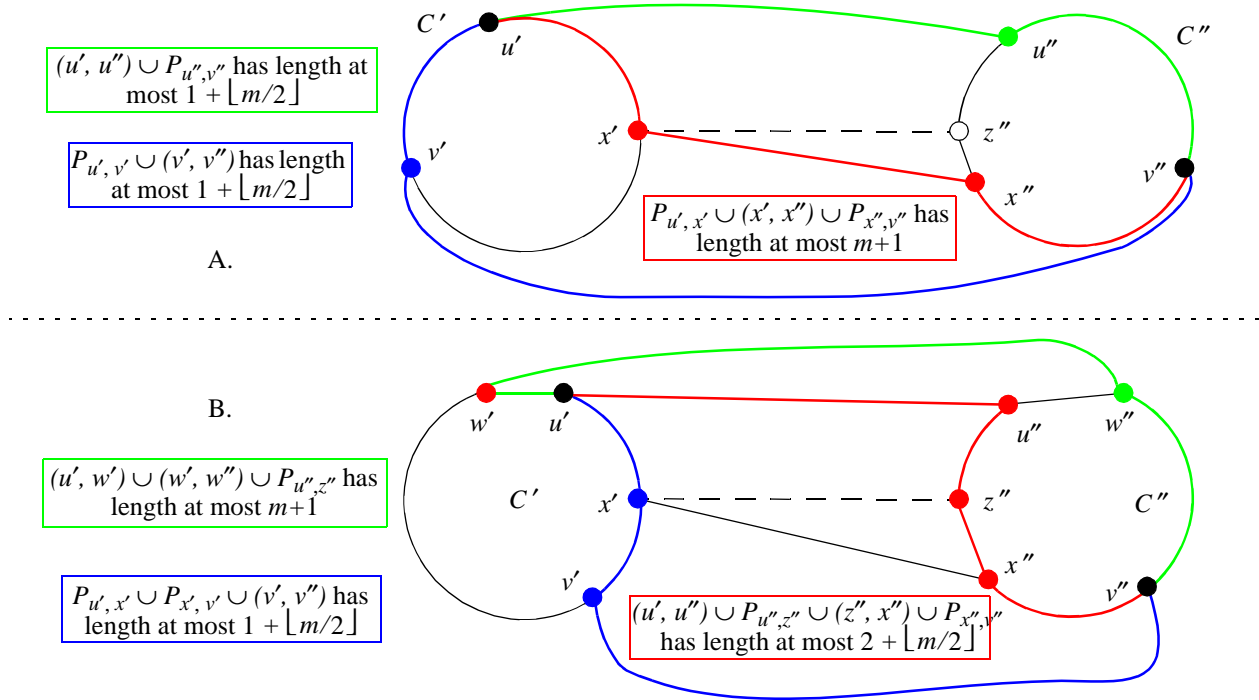 C′
u′
u″
C″
(u′, u″) ∪ P_{u″,v″} has length at
most 1 + ⌊m/2⌋
x′
z″
P_{u′, v′} ∪ (v′, v″) has length
at most 1 + ⌊m/2⌋
v′
v″
x″
P_{u′, x′} ∪ (x′, x″) ∪ P_{x″,v″} has
length at most m+1
A.
B.
w′
u′
u″
w″
(u′, w′) ∪ (w′, w″) ∪ P_{u″,z″} has
length at most m+1
C′
x′
z″
C″
x″
v′
v″
P_{u′, x′} ∪ P_{x′, v′} ∪ (v′, v″) has
length at most 1 + ⌊m/2⌋
(u′, u″) ∪ P_{u″,z″} ∪ (z″, x″) ∪ P_{x″,v″}
has length at most 2 + ⌊m/2⌋